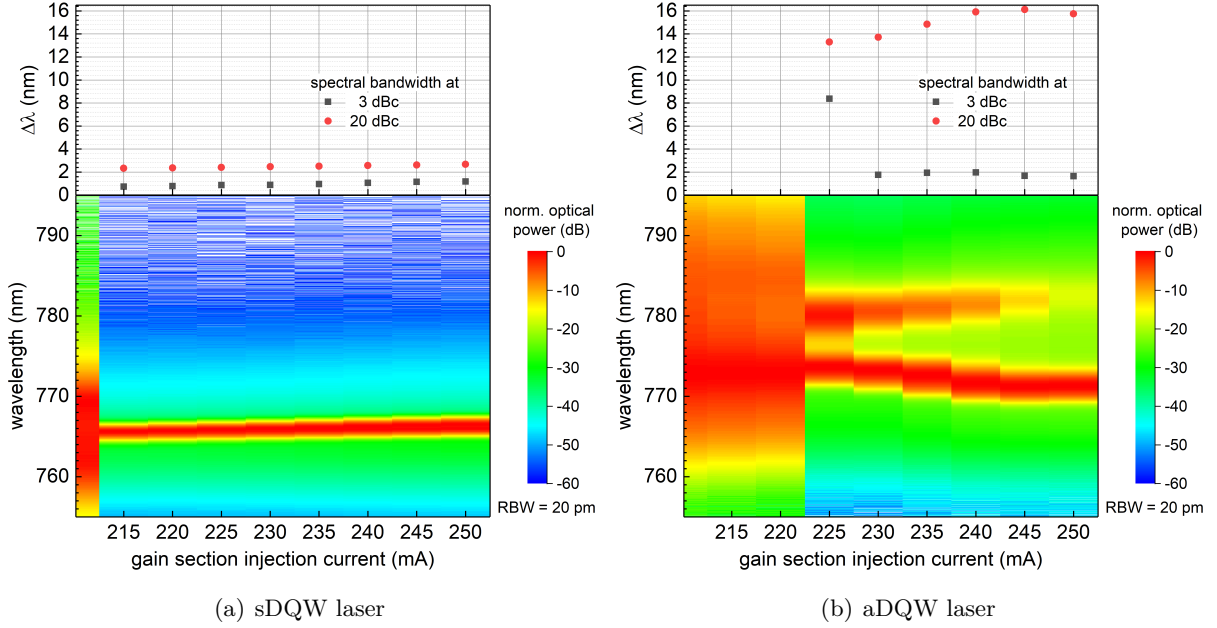 16
14
12
10
8
6
4
2
0
Δλ (nm)
spectral bandwidth at
3 dBc
20 dBc
790
780
770
760
wavelength (nm)
215 220 225 230 235 240 245 250
gain section injection current (mA)
norm. optical
power (dB)
0
-10
-20
-30
-40
-50
-60
RBW = 20 pm
(a) sDQW laser
16
14
12
10
8
6
4
2
0
Δλ (nm)
spectral bandwidth at
3 dBc
20 dBc
790
780
770
760
wavelength (nm)
215 220 225 230 235 240 245 250
gain section injection current (mA)
norm. optical
power (dB)
0
-10
-20
-30
-40
-50
-60
RBW = 20 pm
(b) aDQW laser